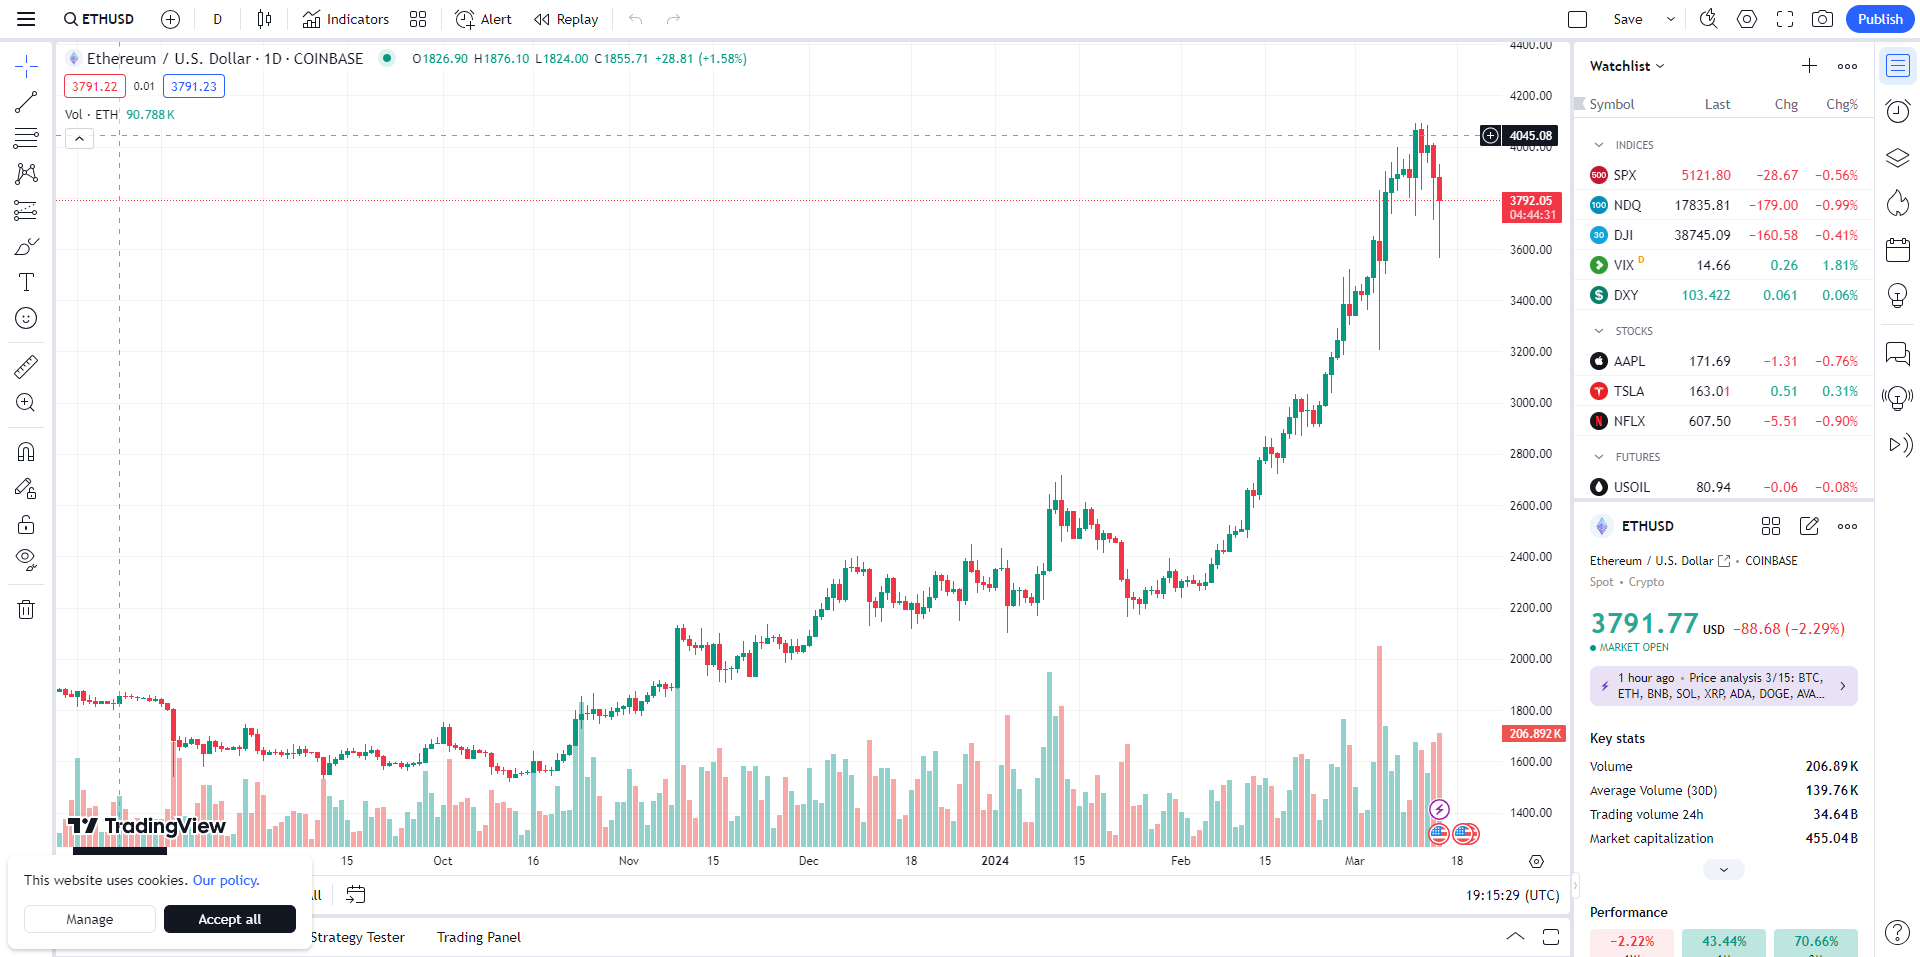 ETHUSD
D
Indicators
Alert
Replay
Save
Publish
Ethereum / U.S. Dollar · 1D · COINBASE
O1826.90 H1876.10 L1824.00 C1855.71 +28.81 (+1.58%)
3791.22 0.01 3791.23
Vol · ETH 90.788K
4400.00
4200.00
4045.08
4000.00
3792.05
04:44:31
3600.00
3400.00
3200.00
3000.00
2800.00
2600.00
2400.00
2200.00
2000.00
1800.00
206.892K
1600.00
1400.00
TradingView
15 Oct 16 Nov 15 Dec 18 2024 15 Feb 15 Mar 18
19:15:29 (UTC)
Strategy Tester
Trading Panel
This website uses cookies. Our policy.
Manage
Accept all
Watchlist
Symbol Last Chg Chg%
INDICES
500 SPX 5121.80 −28.67 −0.56%
100 NDQ 17835.81 −179.00 −0.99%
30 DJI 38745.09 −160.58 −0.41%
VIX D 14.66 0.26 1.81%
$ DXY 103.422 0.061 0.06%
STOCKS
AAPL 171.69 −1.31 −0.76%
TSLA 163.01 0.51 0.31%
N NFLX 607.50 −5.51 −0.90%
FUTURES
USOIL 80.94 −0.06 −0.08%
ETHUSD
Ethereum / U.S. Dollar • COINBASE
Spot • Crypto
3791.77 USD −88.68 (−2.29%)
MARKET OPEN
1 hour ago • Price analysis 3/15: BTC,
ETH, BNB, SOL, XRP, ADA, DOGE, AVA...
Key stats
Volume 206.89K
Average Volume (30D) 139.76K
Trading volume 24h 34.64B
Market capitalization 455.04B
Performance
−2.22% 43.44% 70.66%